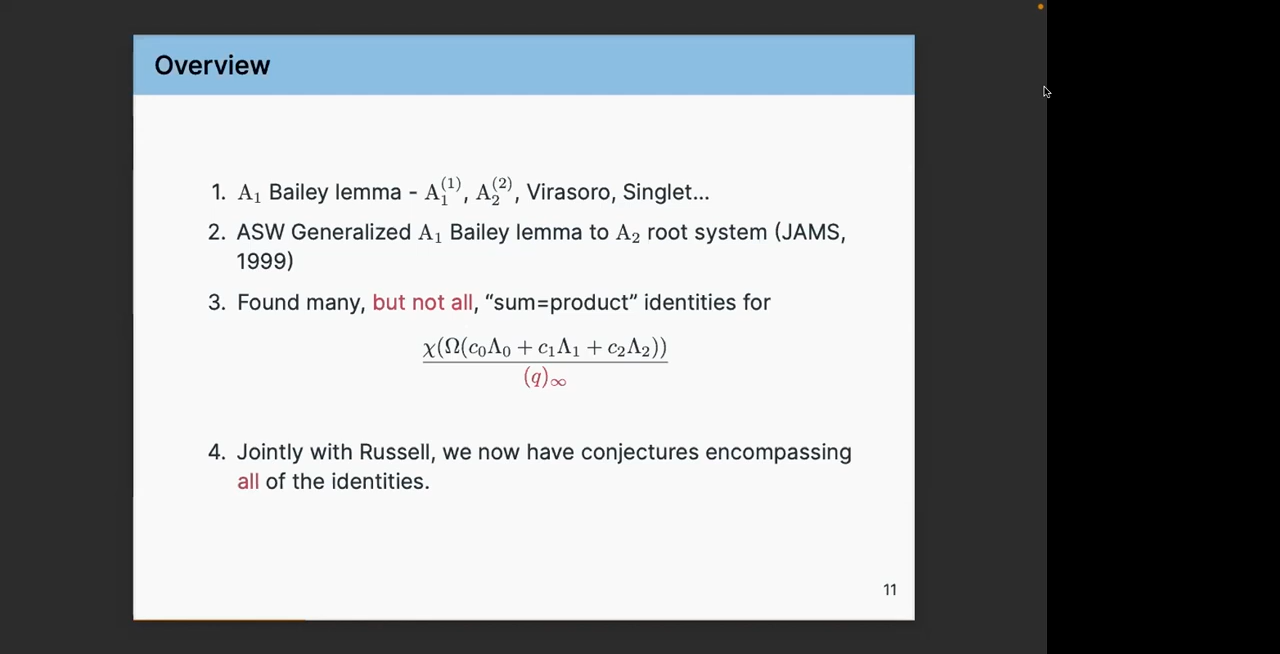 Overview
1. A₁ Bailey lemma - A₁⁽¹⁾, A₂⁽²⁾, Virasoro, Singlet...
2. ASW Generalized A₁ Bailey lemma to A₂ root system (JAMS,
1999)
3. Found many, but not all, “sum=product” identities for
χ(Ω(c₀Λ₀ + c₁Λ₁ + c₂Λ₂))
(q)∞
4. Jointly with Russell, we now have conjectures encompassing
all of the identities.
11